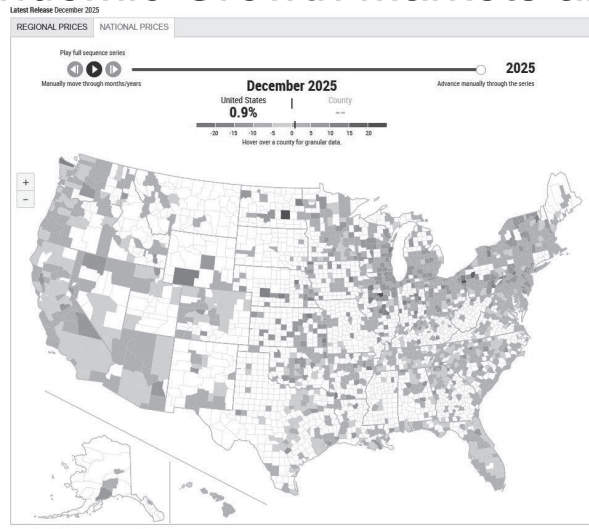 Latest Release December 2025
REGIONAL PRICES NATIONAL PRICES
Play full sequence series
2025
Manually move through months/years
Advance manually through the series
December 2025
United States | County
0.9% --
-20 -15 -10 -5 0 5 10 15 20
Hover over a county for granular data.
+
−